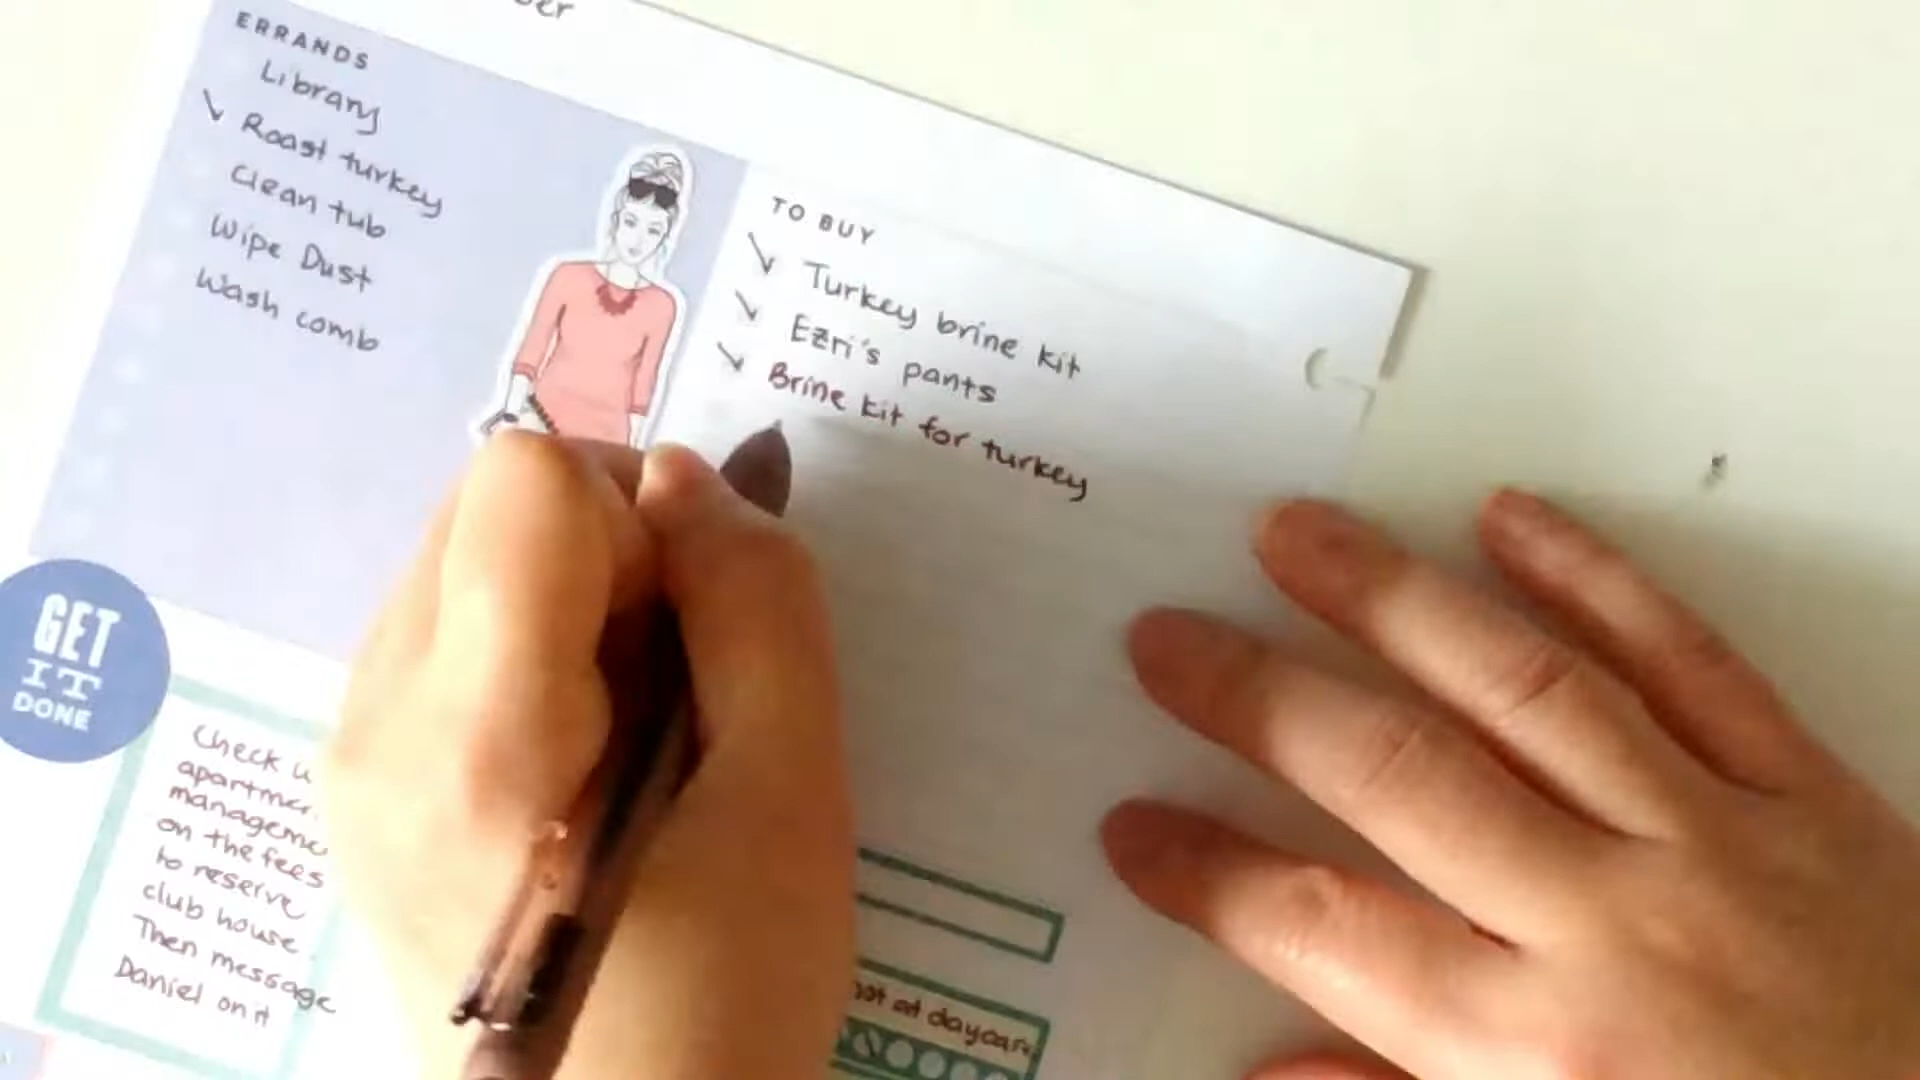 ERRANDS
Library
Roast turkey
Clean tub
Wipe Dust
Wash comb
TO BUY
Turkey brine kit
Ezri's pants
Brine kit for turkey
GET
IT
DONE
Check
on the fees
to reserve
club house.
Then message
Daniel on it
at daycare